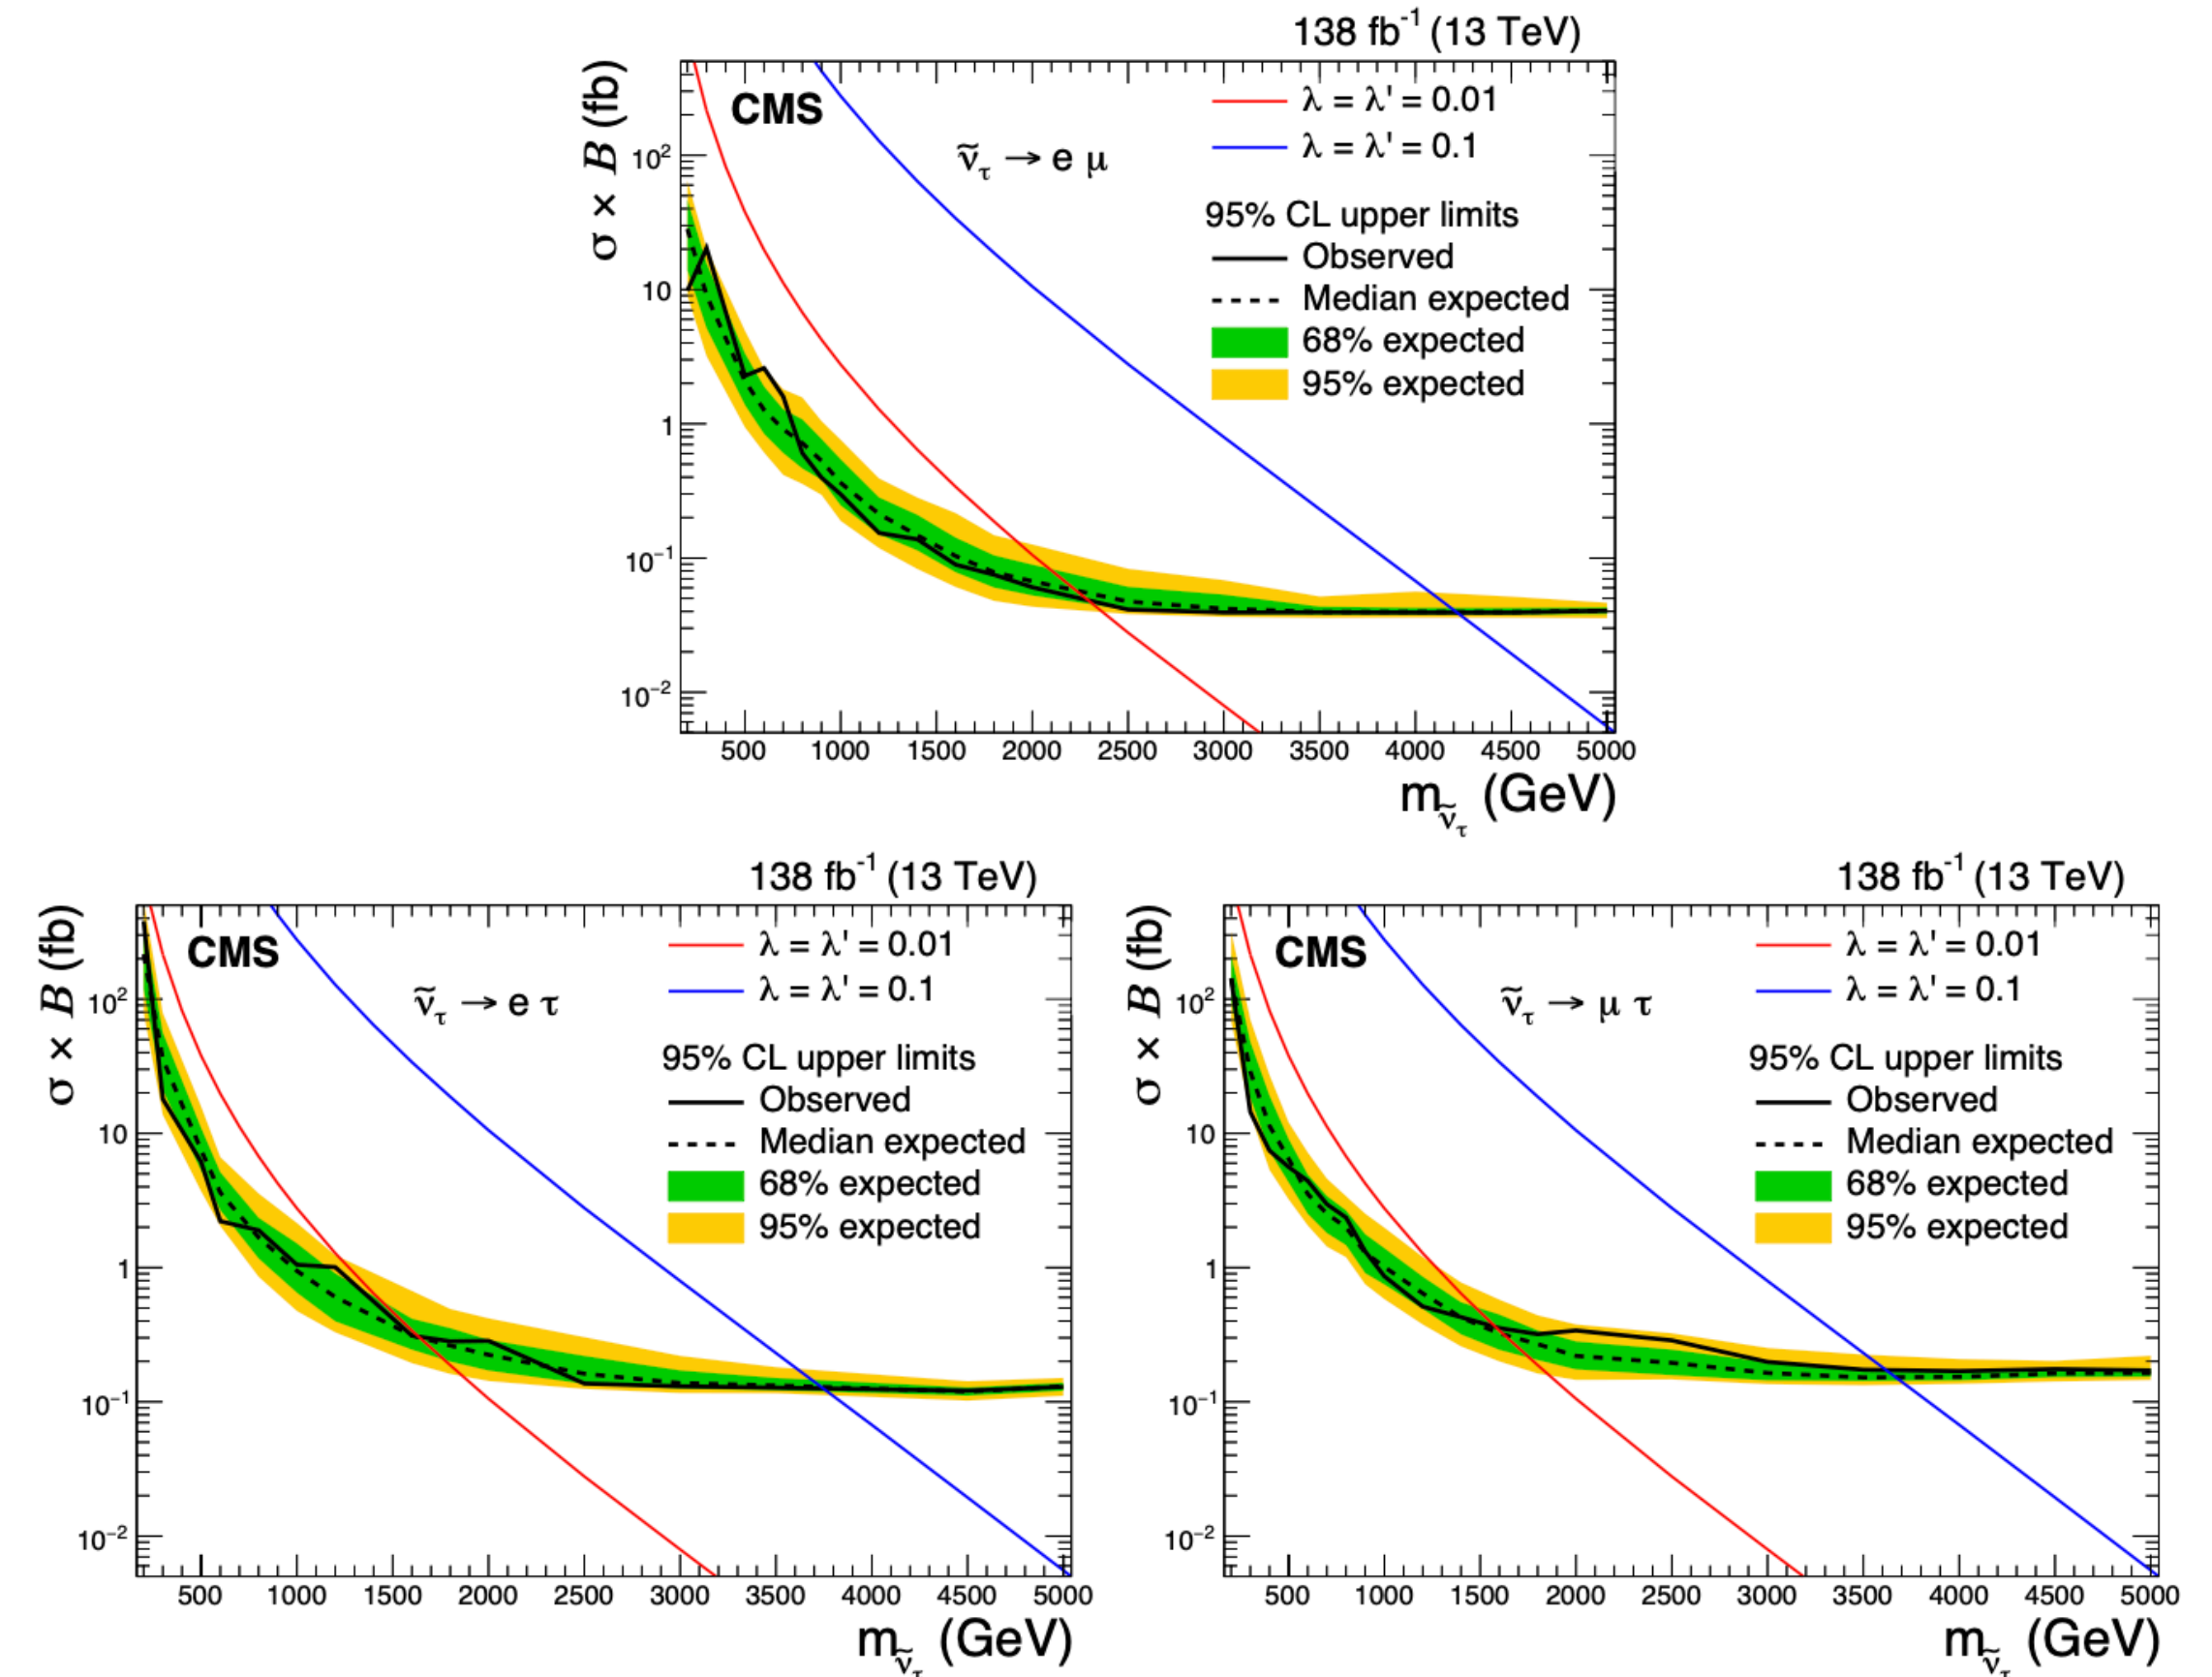 138 fb⁻¹ (13 TeV)
σ × B (fb)
CMS
ν̃τ → e μ
λ = λ' = 0.01
λ = λ' = 0.1
95% CL upper limits
Observed
Median expected
68% expected
95% expected
10²
10
1
10⁻¹
10⁻²
500 1000 1500 2000 2500 3000 3500 4000 4500 5000
m ν̃τ (GeV)
138 fb⁻¹ (13 TeV)
σ × B (fb)
CMS
ν̃τ → e τ
λ = λ' = 0.01
λ = λ' = 0.1
95% CL upper limits
Observed
Median expected
68% expected
95% expected
10²
10
1
10⁻¹
10⁻²
500 1000 1500 2000 2500 3000 3500 4000 4500 5000
m ν̃τ (GeV)
138 fb⁻¹ (13 TeV)
σ × B (fb)
CMS
ν̃τ → μ τ
λ = λ' = 0.01
λ = λ' = 0.1
95% CL upper limits
Observed
Median expected
68% expected
95% expected
10²
10
1
10⁻¹
10⁻²
500 1000 1500 2000 2500 3000 3500 4000 4500 5000
m ν̃τ (GeV)